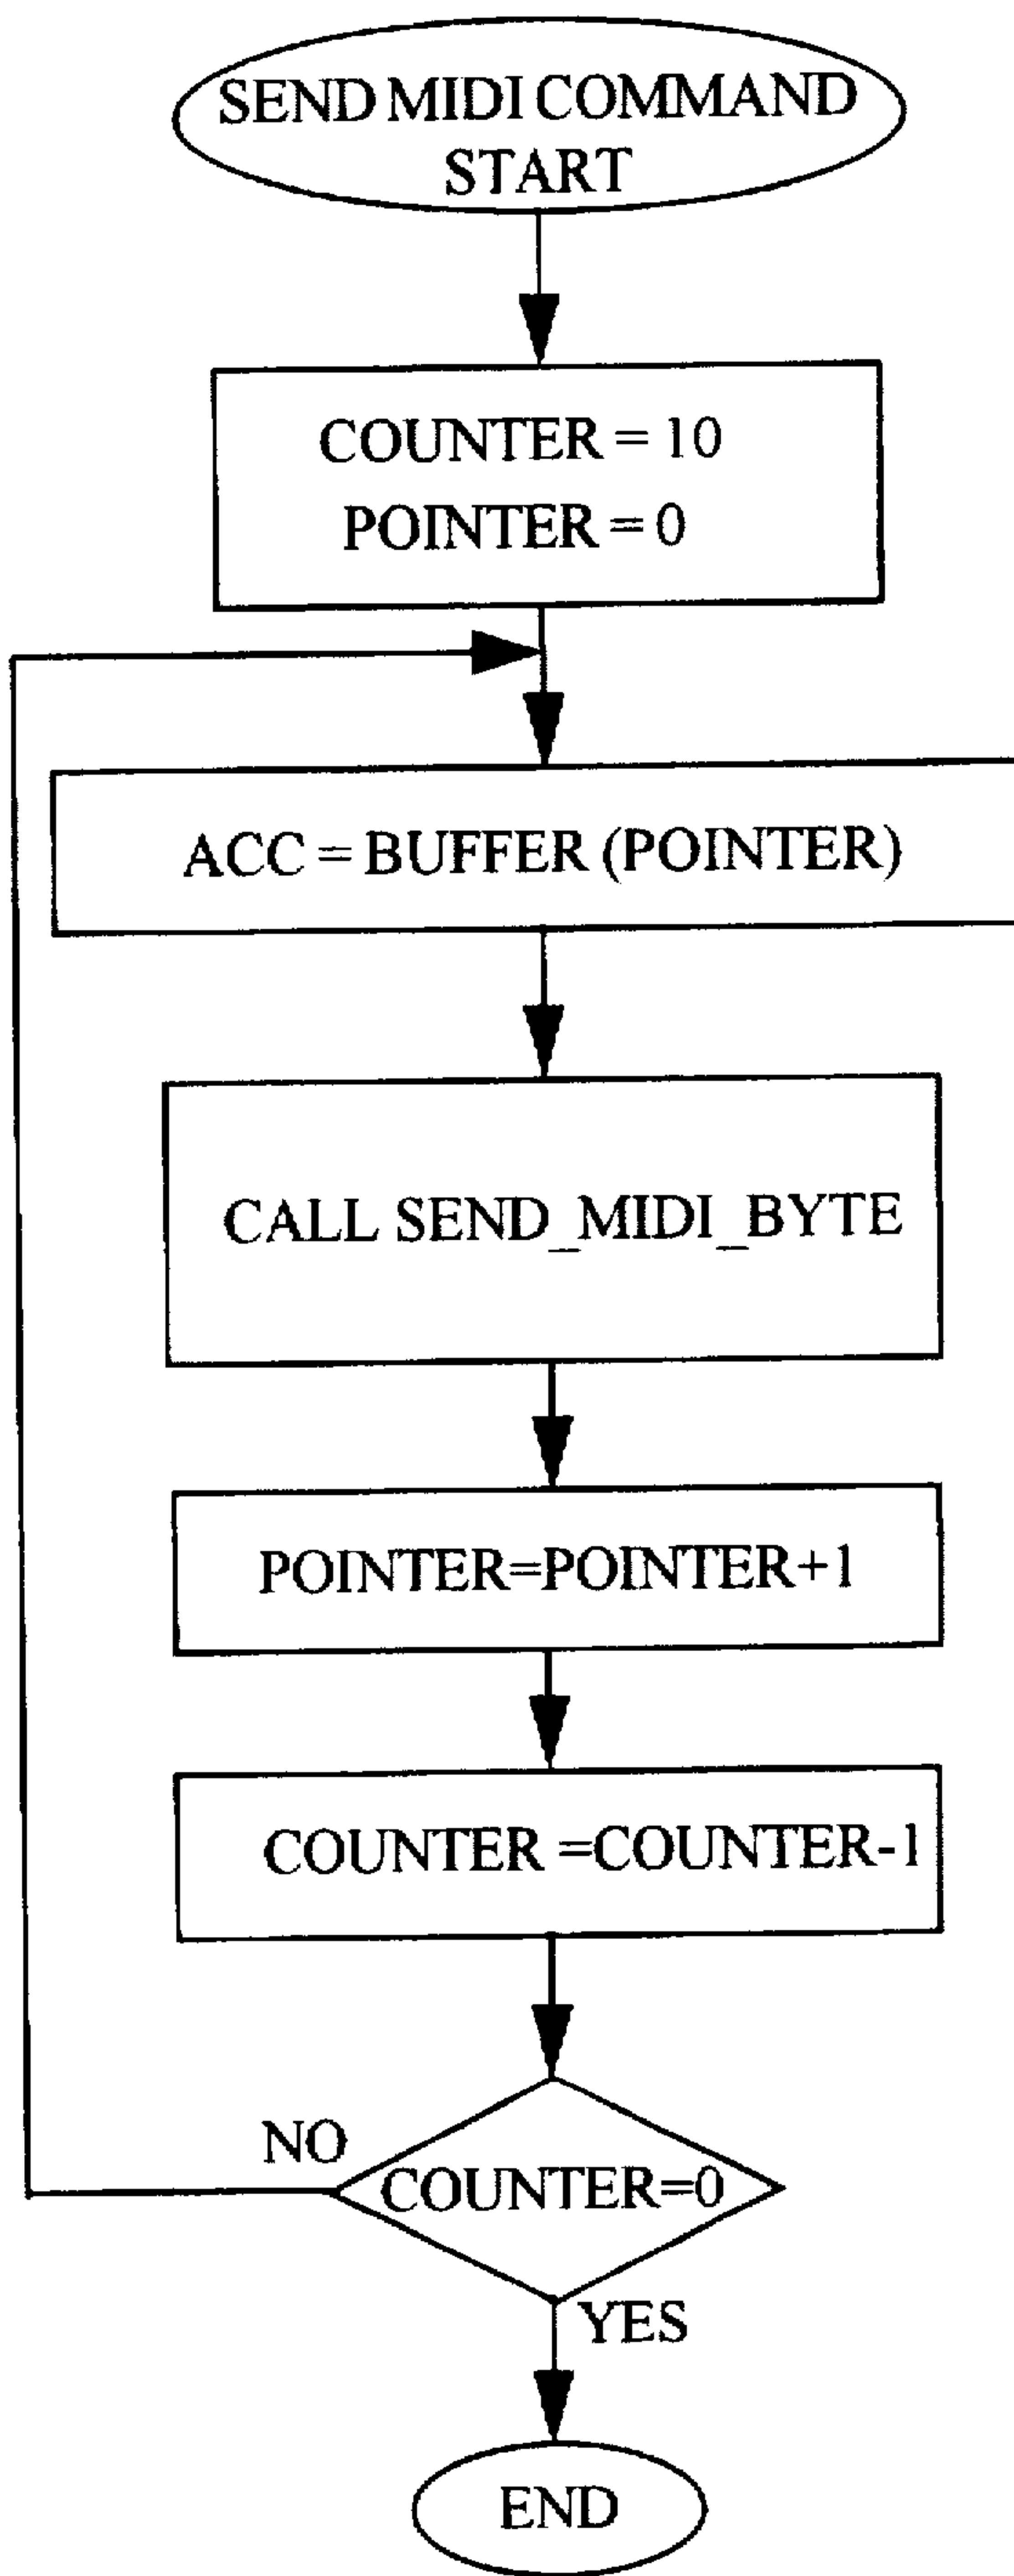 SEND MIDI COMMAND
START
COUNTER = 10
POINTER = 0
ACC = BUFFER (POINTER)
CALL SEND_MIDI_BYTE
POINTER=POINTER+1
COUNTER =COUNTER-1
NO
COUNTER=0
YES
END